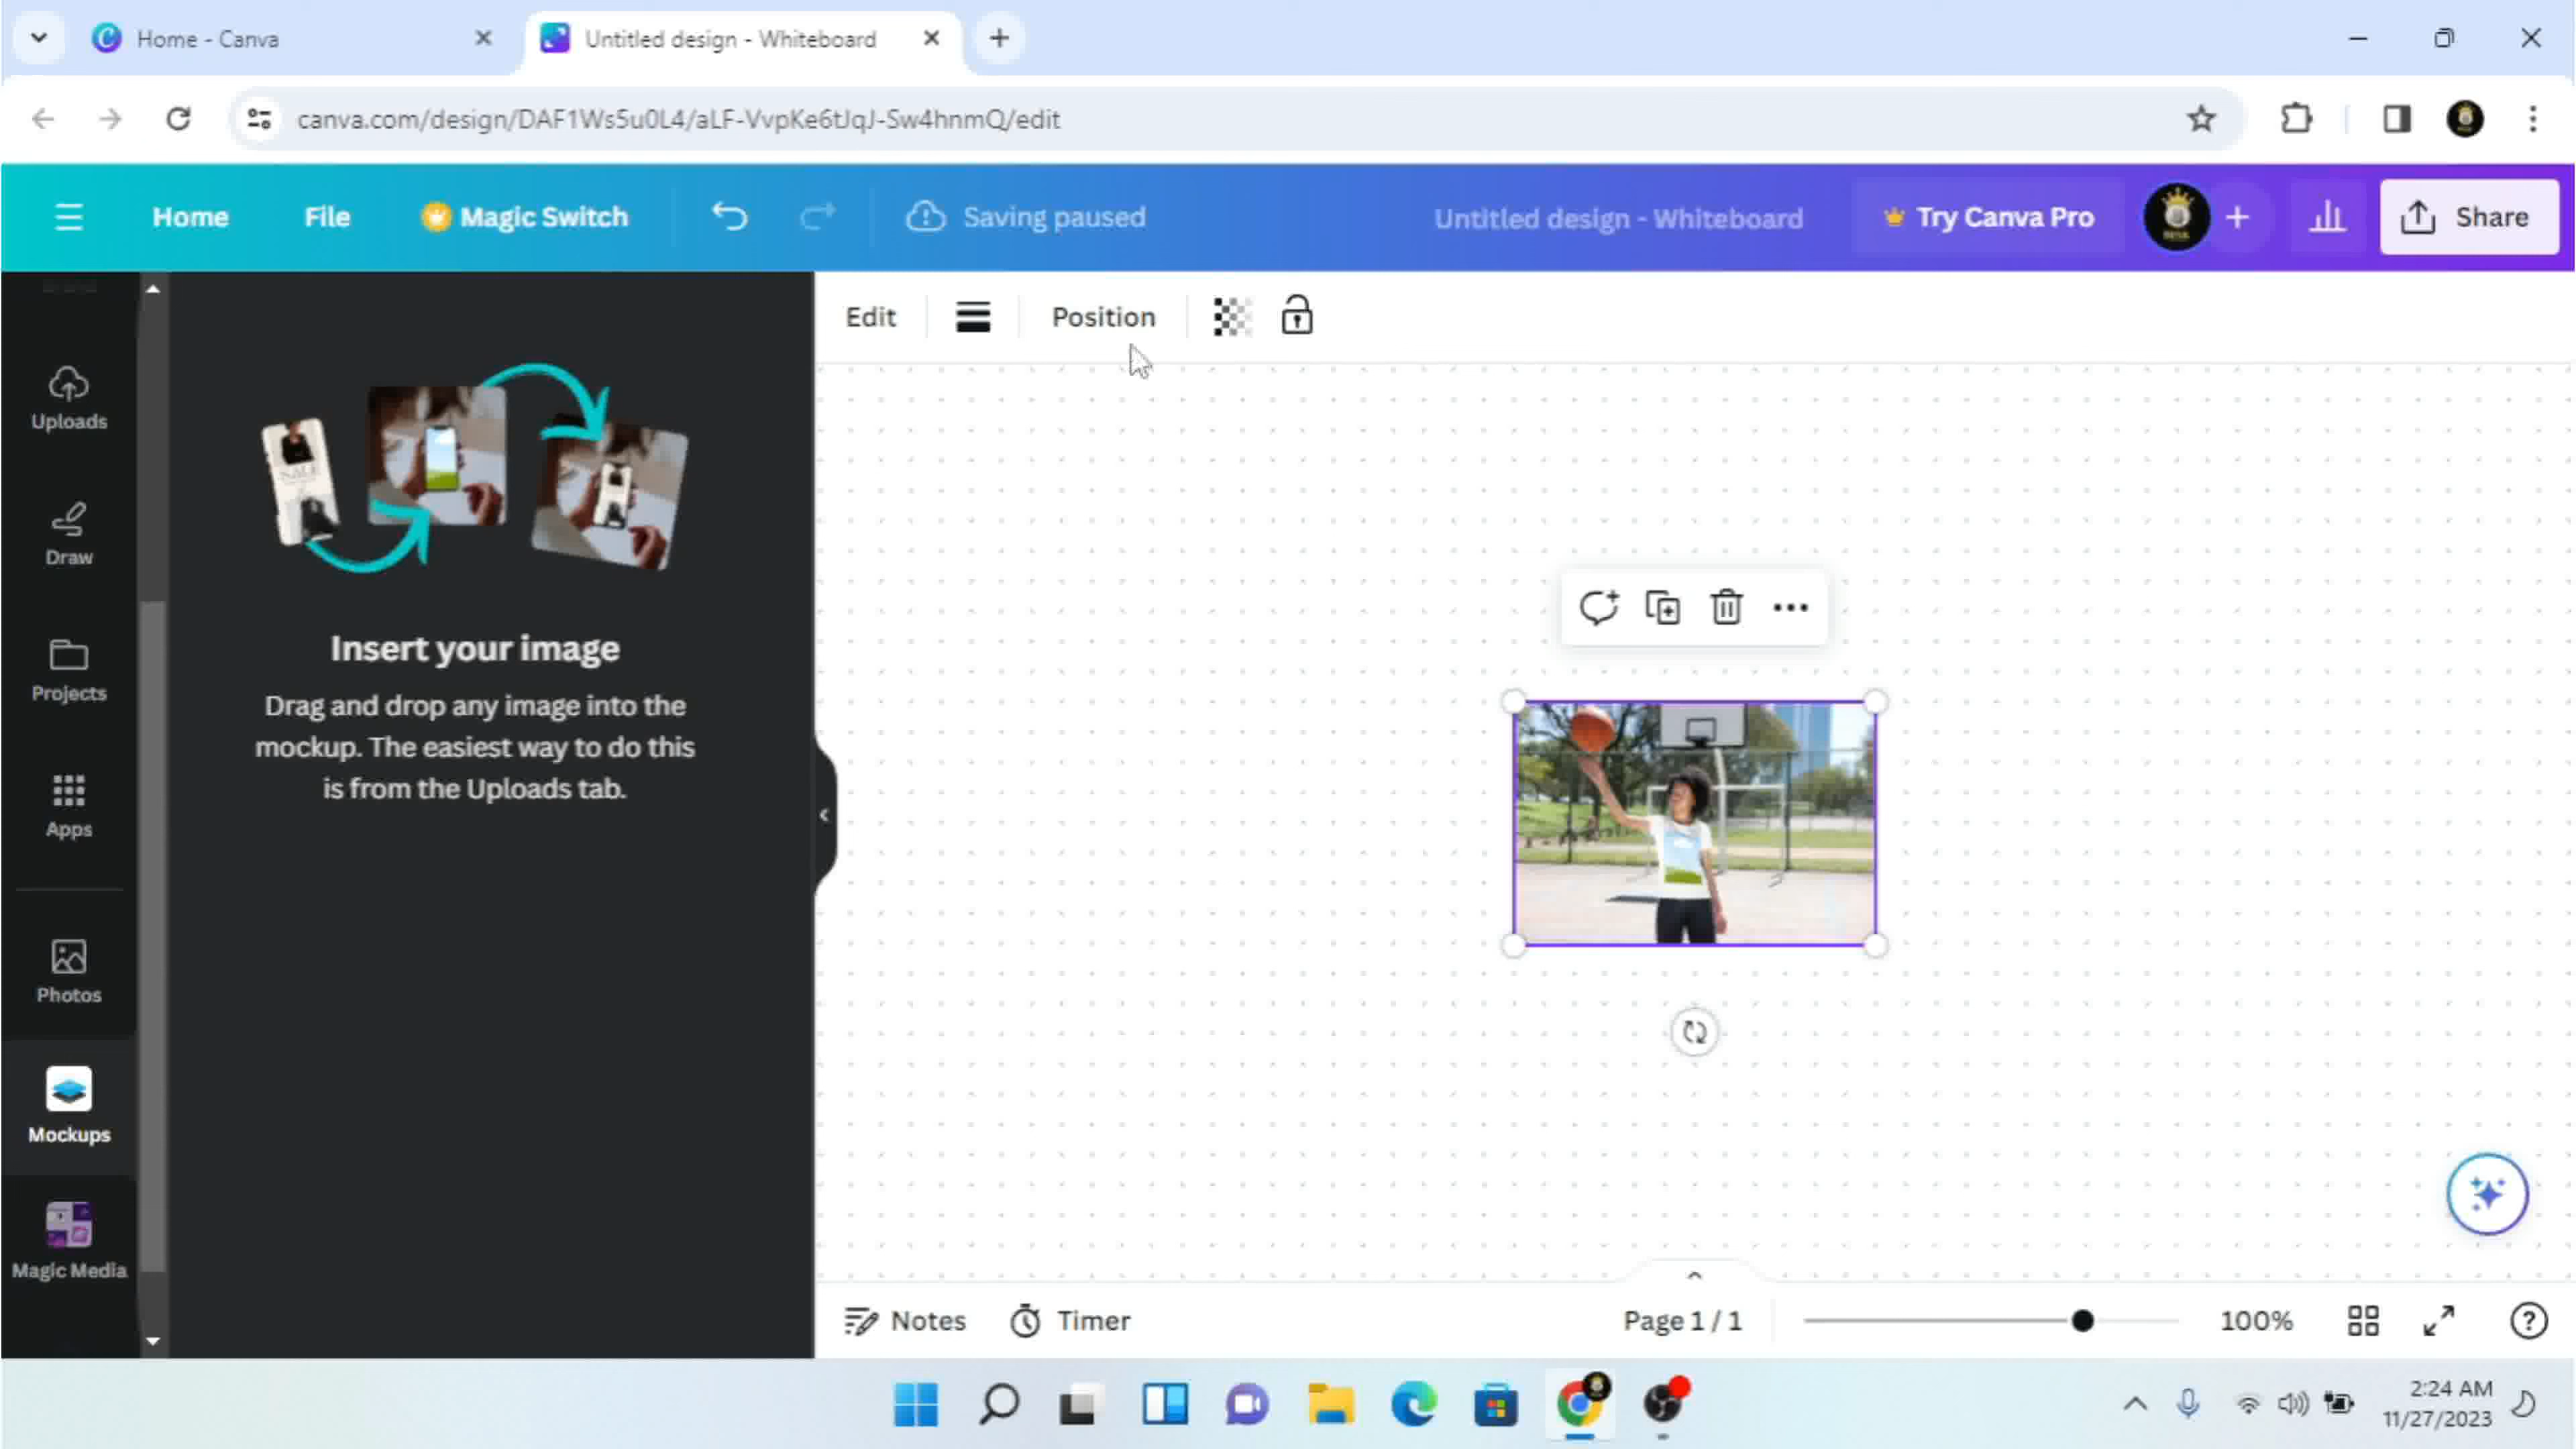 Home - Canva
Untitled design - Whiteboard
canva.com/design/DAF1Ws5u0L4/aLF-VvpKe6tJqJ-Sw4hnmQ/edit
Home
File
Magic Switch
Saving paused
Untitled design - Whiteboard
Try Canva Pro
Share
Edit
Position
Uploads
Draw
Projects
Apps
Photos
Mockups
Magic Media
SALE
Insert your image
Drag and drop any image into the
mockup. The easiest way to do this
is from the Uploads tab.
Notes
Timer
Page 1 / 1
100%
2:24 AM
11/27/2023